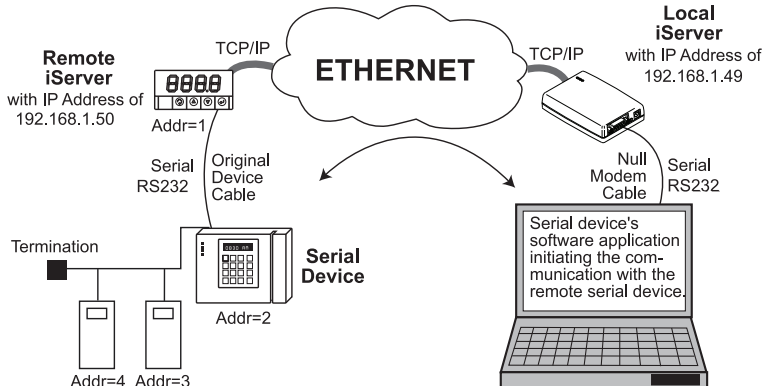 Remote
iServer
with IP Address of
192.168.1.50
TCP/IP
ETHERNET
TCP/IP
Local
iServer
with IP Address of
192.168.1.49
888.8
Addr=1
Serial
RS232
Original
Device
Cable
Null
Modem
Cable
Serial
RS232
Termination
Serial
Device
Addr=2
Addr=4
Addr=3
Serial device's
software application
initiating the com-
munication with the
remote serial device.